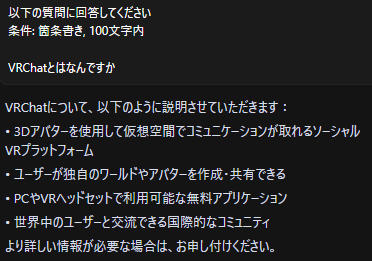 以下の質問に回答してください
条件: 箇条書き, 100文字内
VRChatとはなんですか
VRChatについて、以下のように説明させていただきます：
• 3Dアバターを使用して仮想空間でコミュニケーションが取れるソーシャル
VRプラットフォーム
• ユーザーが独自のワールドやアバターを作成・共有できる
• PCやVRヘッドセットで利用可能な無料アプリケーション
• 世界中のユーザーと交流できる国際的なコミュニティ
より詳しい情報が必要な場合は、お申し付けください。